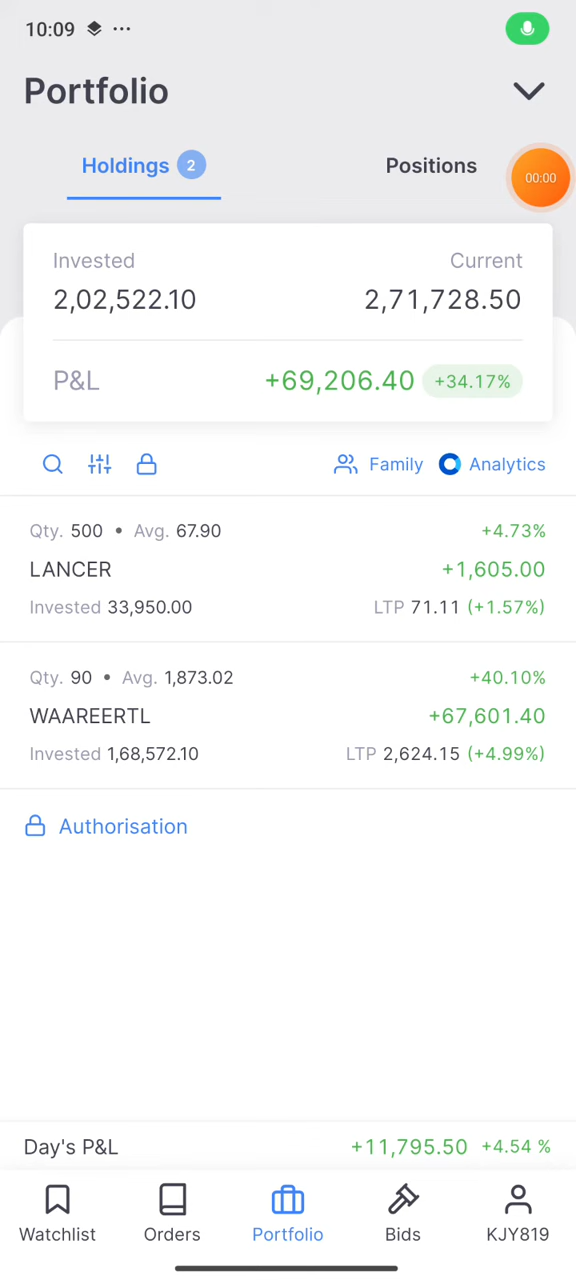 10:09
Portfolio
Holdings 2 Positions
00:00
Invested Current
2,02,522.10 2,71,728.50
P&L +69,206.40 +34.17%
Family Analytics
Qty. 500 • Avg. 67.90 +4.73%
LANCER +1,605.00
Invested 33,950.00 LTP 71.11 (+1.57%)
Qty. 90 • Avg. 1,873.02 +40.10%
WAAREERTL +67,601.40
Invested 1,68,572.10 LTP 2,624.15 (+4.99%)
Authorisation
Day's P&L +11,795.50 +4.54 %
Watchlist Orders Portfolio Bids KJY819